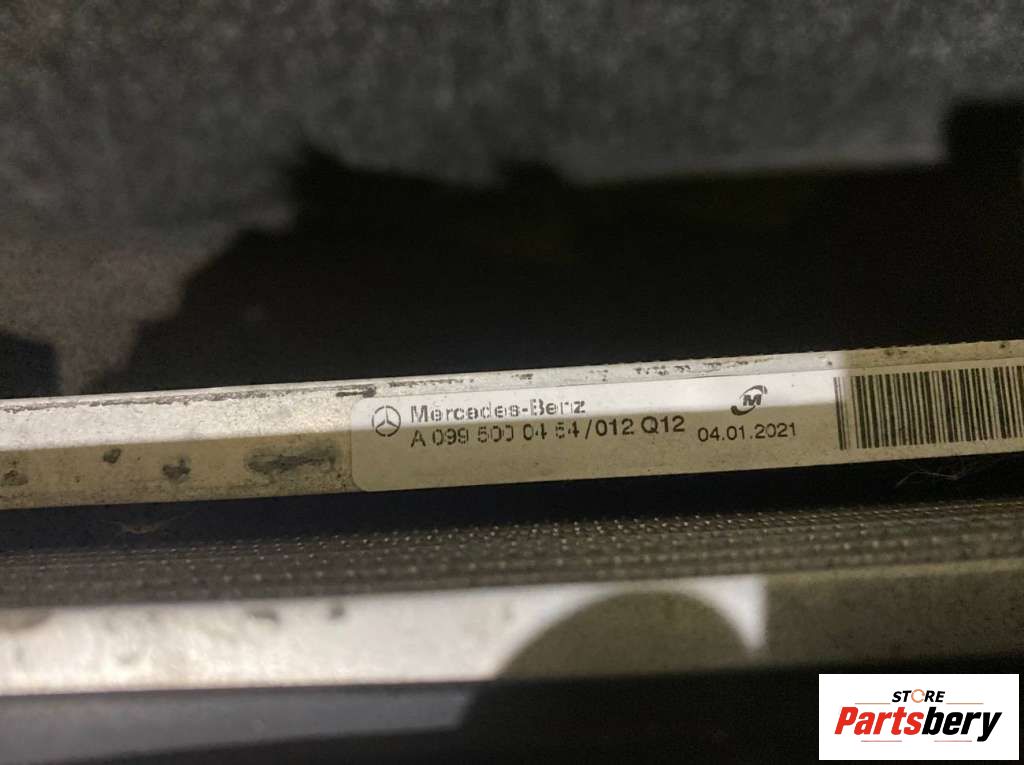 Mercedes-Benz
A 099 500 04 54/012 Q12
M
04.01.2021
STORE
Partsbery